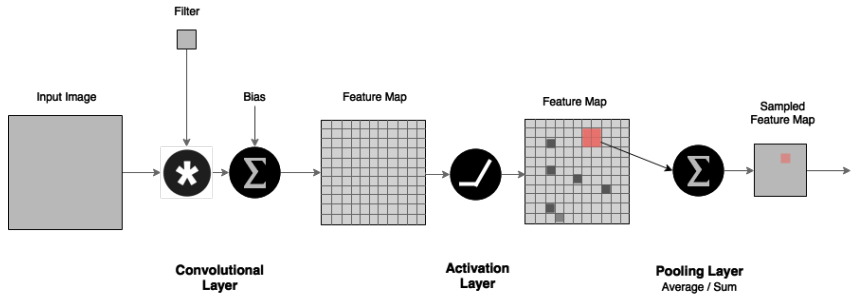 Filter
Input Image
Bias
Feature Map
Feature Map
Sampled
Feature Map
*
Σ
Σ
Convolutional
Layer
Activation
Layer
Pooling Layer
Average / Sum